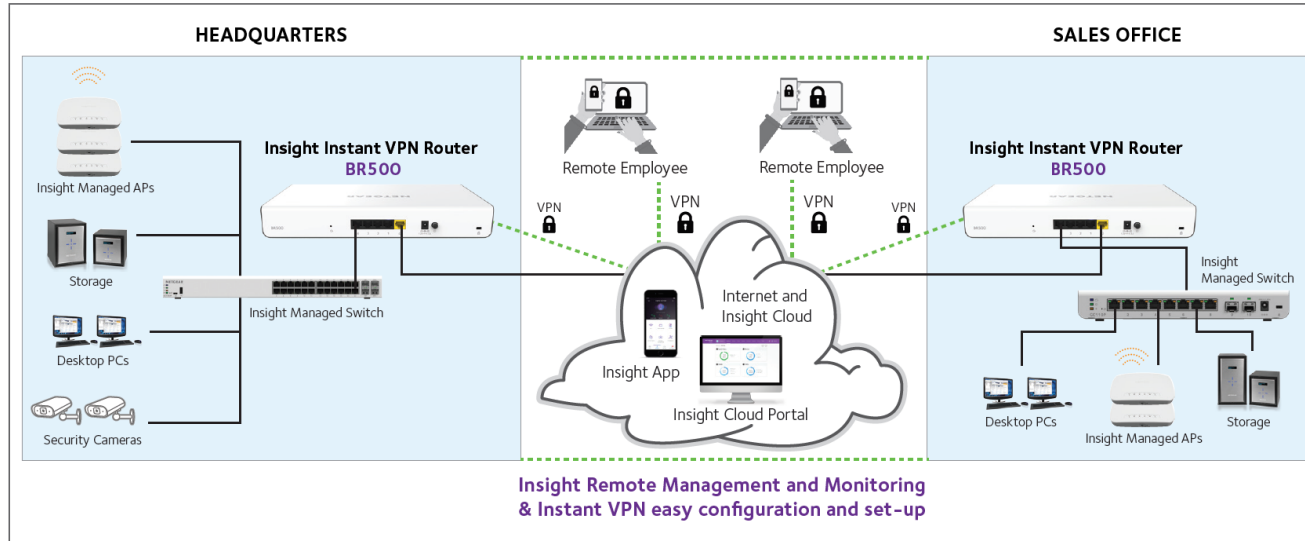 HEADQUARTERS
SALES OFFICE
Insight Instant VPN Router
BR500
Insight Managed APs
Storage
Insight Managed Switch
Desktop PCs
Security Cameras
NETGEAR
Remote Employee
Remote Employee
VPN
VPN
VPN
VPN
Internet and
Insight Cloud
Insight App
Insight Cloud Portal
Insight Instant VPN Router
BR500
NETGEAR
Insight
Managed Switch
Desktop PCs
Insight Managed APs
Storage
Insight Remote Management and Monitoring
& Instant VPN easy configuration and set-up